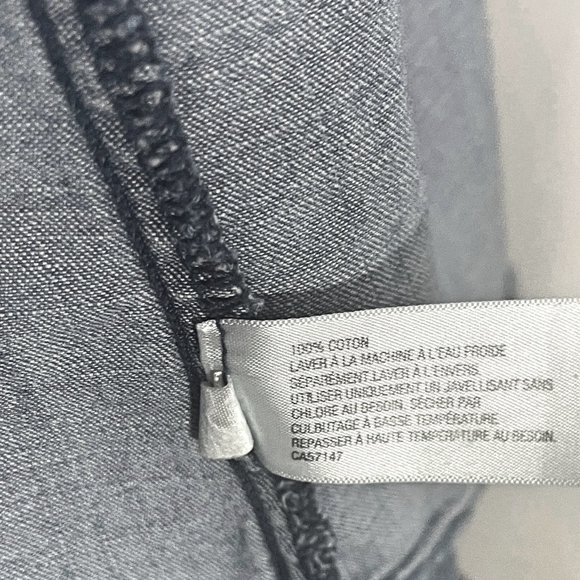 100% COTON
LAVER À LA MACHINE À L'EAU FROIDE
SÉPARÉMENT.LAVER À L'ENVERS.
UTILISER UNIQUEMENT UN JAVELLISANT SANS
CHLORE AU BESOIN. SÉCHER PAR
CULBUTAGE À BASSE TEMPÉRATURE.
REPASSER À HAUTE TEMPÉRATURE AU BESOIN.
CA57147